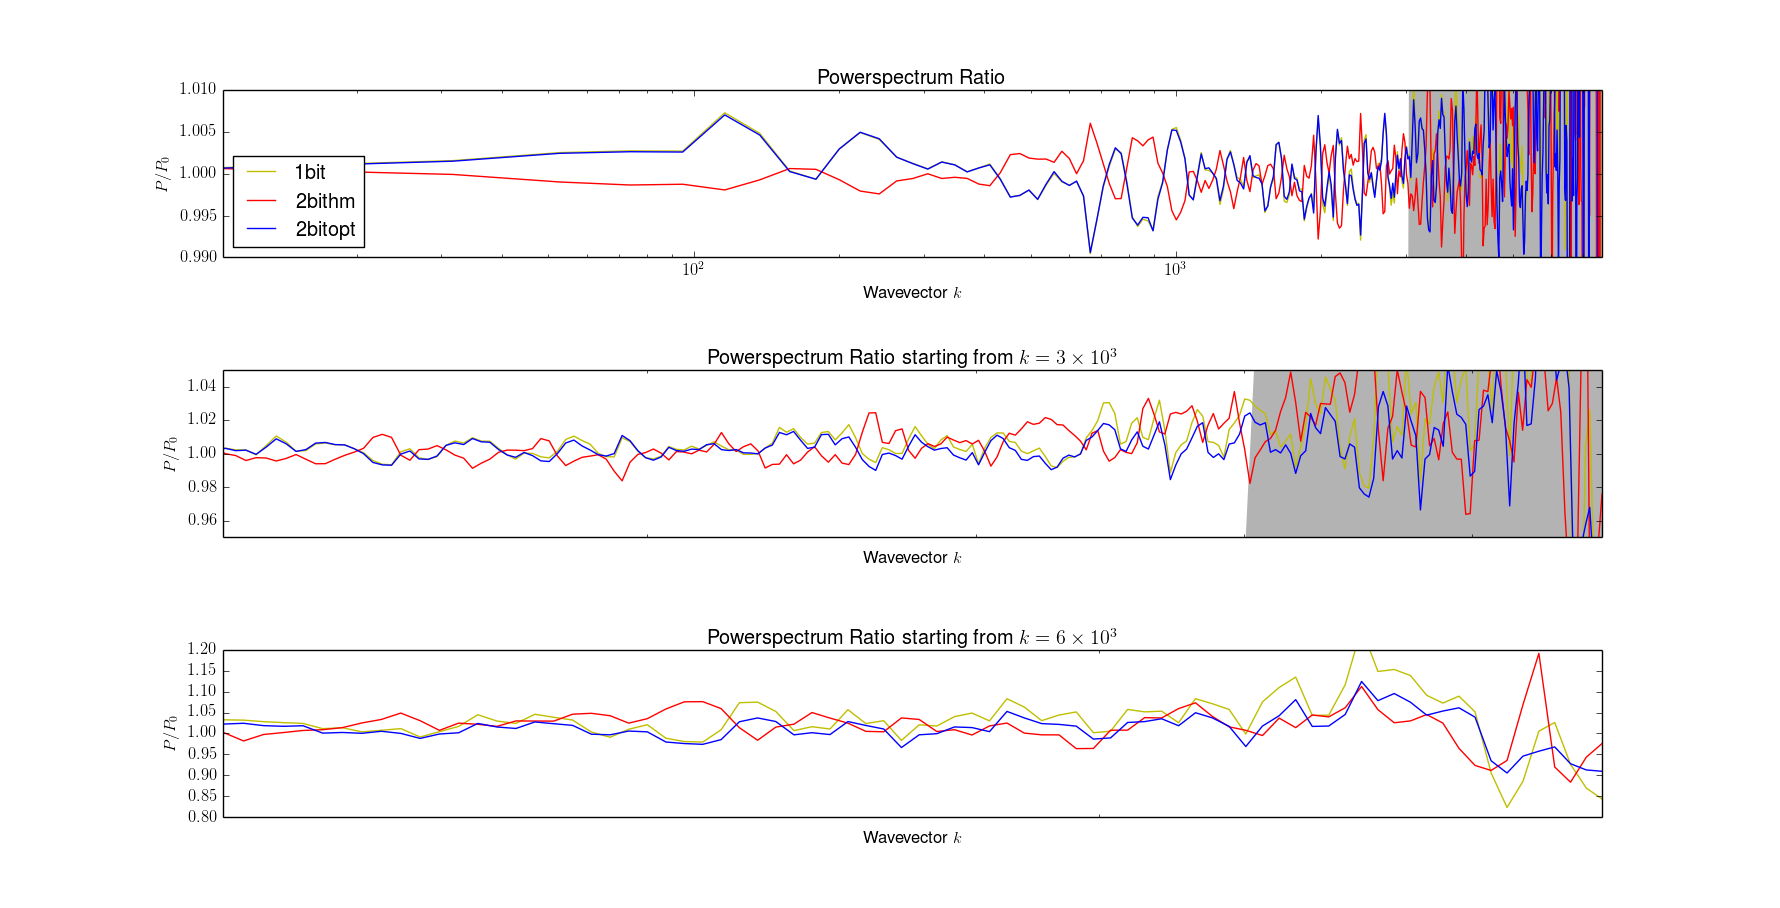 Powerspectrum Ratio
1.010
1.005
1.000
0.995
0.990
P/P₀
1bit
2bithm
2bitopt
10² 10³
Wavevector k
Powerspectrum Ratio starting from k = 3 × 10³
1.04
1.02
1.00
0.98
0.96
P/P₀
Wavevector k
Powerspectrum Ratio starting from k = 6 × 10³
1.20
1.15
1.10
1.05
1.00
0.95
0.90
0.85
0.80
P/P₀
Wavevector k